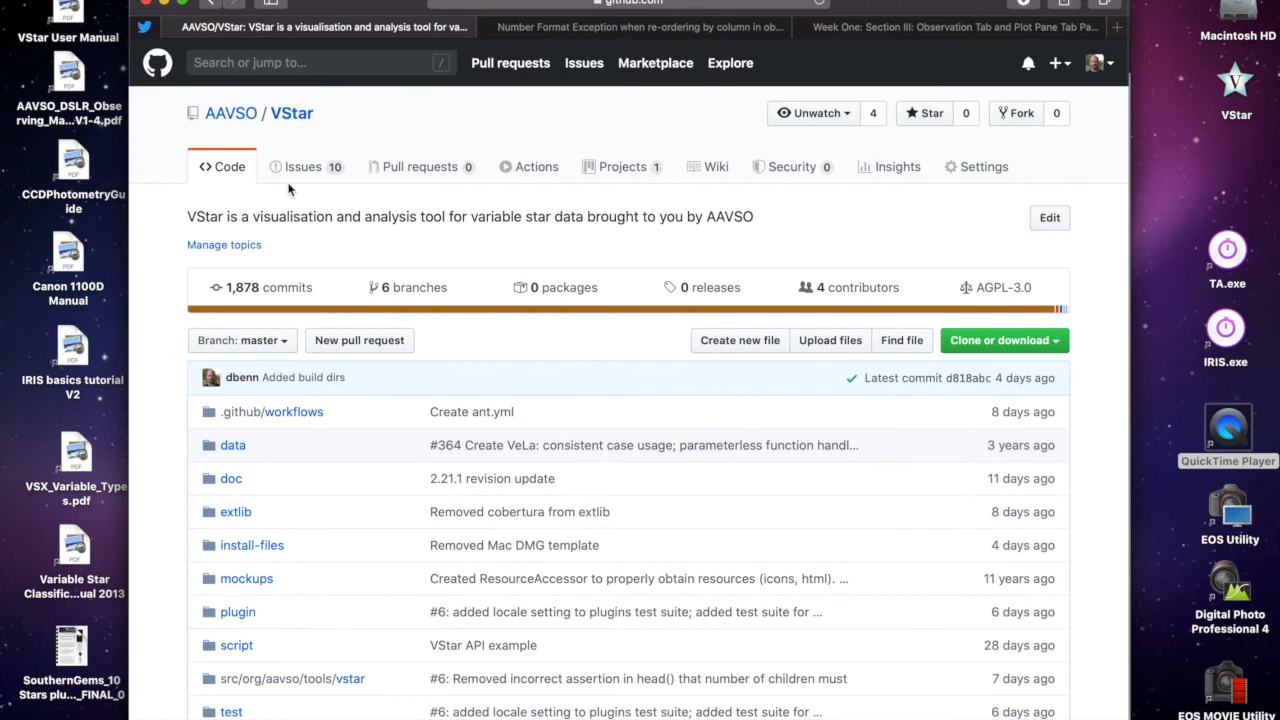 VStar User Manual
AAVSO_DSLR_Obse
rving_Ma...V1-4.pdf
CCDPhotometryGu
ide
Canon 1100D
Manual
IRIS basics tutorial
V2
VSX_Variable_Type
s.pdf
Variable Star
Classific...ual 2013
SouthernGems_10
Stars plu..._FINAL_0
github.com
AAVSO/VStar: VStar is a visualisation and analysis tool for va...
Number Format Exception when re-ordering by column in ob...
Week One: Section III: Observation Tab and Plot Pane Tab Pa...
Search or jump to...
/
Pull requests
Issues
Marketplace
Explore
AAVSO / VStar
Unwatch 4
Star 0
Fork 0
Code
Issues 10
Pull requests 0
Actions
Projects 1
Wiki
Security 0
Insights
Settings
VStar is a visualisation and analysis tool for variable star data brought to you by AAVSO
Edit
Manage topics
1,878 commits
6 branches
0 packages
0 releases
4 contributors
AGPL-3.0
Branch: master
New pull request
Create new file
Upload files
Find file
Clone or download
dbenn Added build dirs
Latest commit d818abc 4 days ago
.github/workflows Create ant.yml 8 days ago
data #364 Create VeLa: consistent case usage; parameterless function handl... 3 years ago
doc 2.21.1 revision update 11 days ago
extlib Removed cobertura from extlib 8 days ago
install-files Removed Mac DMG template 4 days ago
mockups Created ResourceAccessor to properly obtain resources (icons, html). ... 11 years ago
plugin #6: added locale setting to plugins test suite; added test suite for ... 6 days ago
script VStar API example 28 days ago
src/org/aavso/tools/vstar #6: Removed incorrect assertion in head() that number of children must 7 days ago
test #6: added locale setting to plugins test suite; added test suite for ... 6 days ago
Macintosh HD
V
VStar
TA.exe
IRIS.exe
QuickTime Player
EOS Utility
Digital Photo
Professional 4
EOS MOVIE Utility